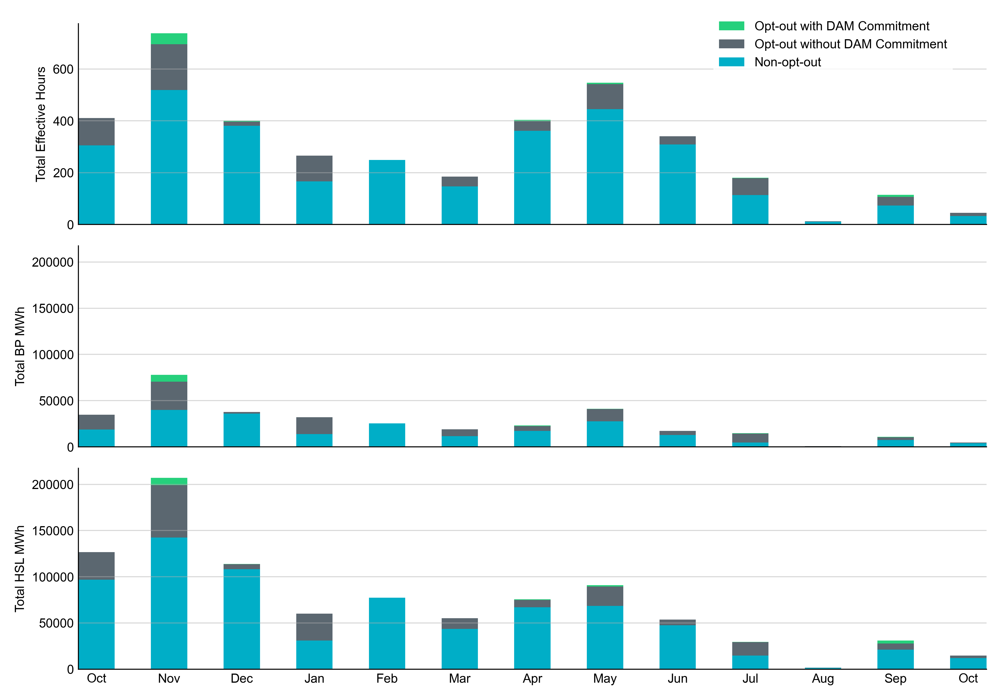 Opt-out with DAM Commitment
Opt-out without DAM Commitment
Non-opt-out
Total Effective Hours
600
400
200
0
Total BP MWh
200000
150000
100000
50000
0
Total HSL MWh
200000
150000
100000
50000
0
Oct Nov Dec Jan Feb Mar Apr May Jun Jul Aug Sep Oct